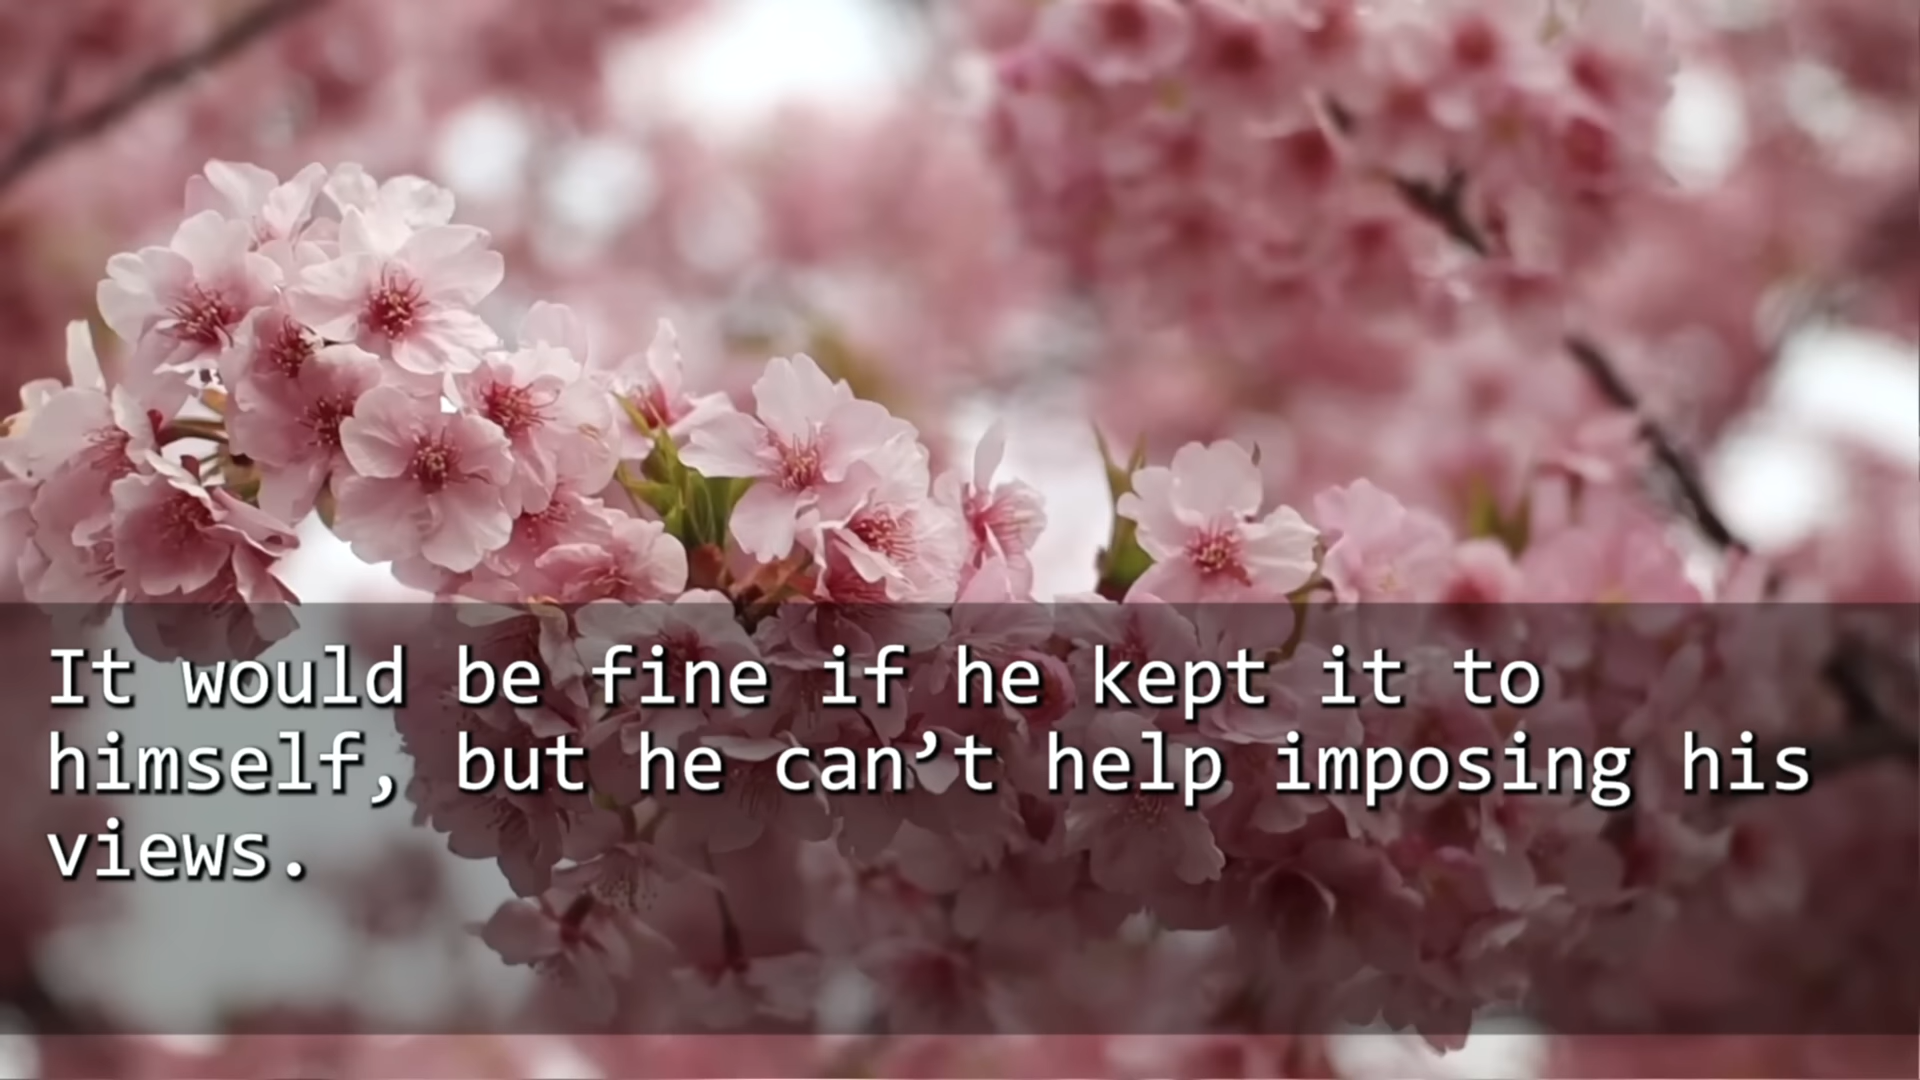 It would be fine if he kept it to
himself, but he can’t help imposing his
views.